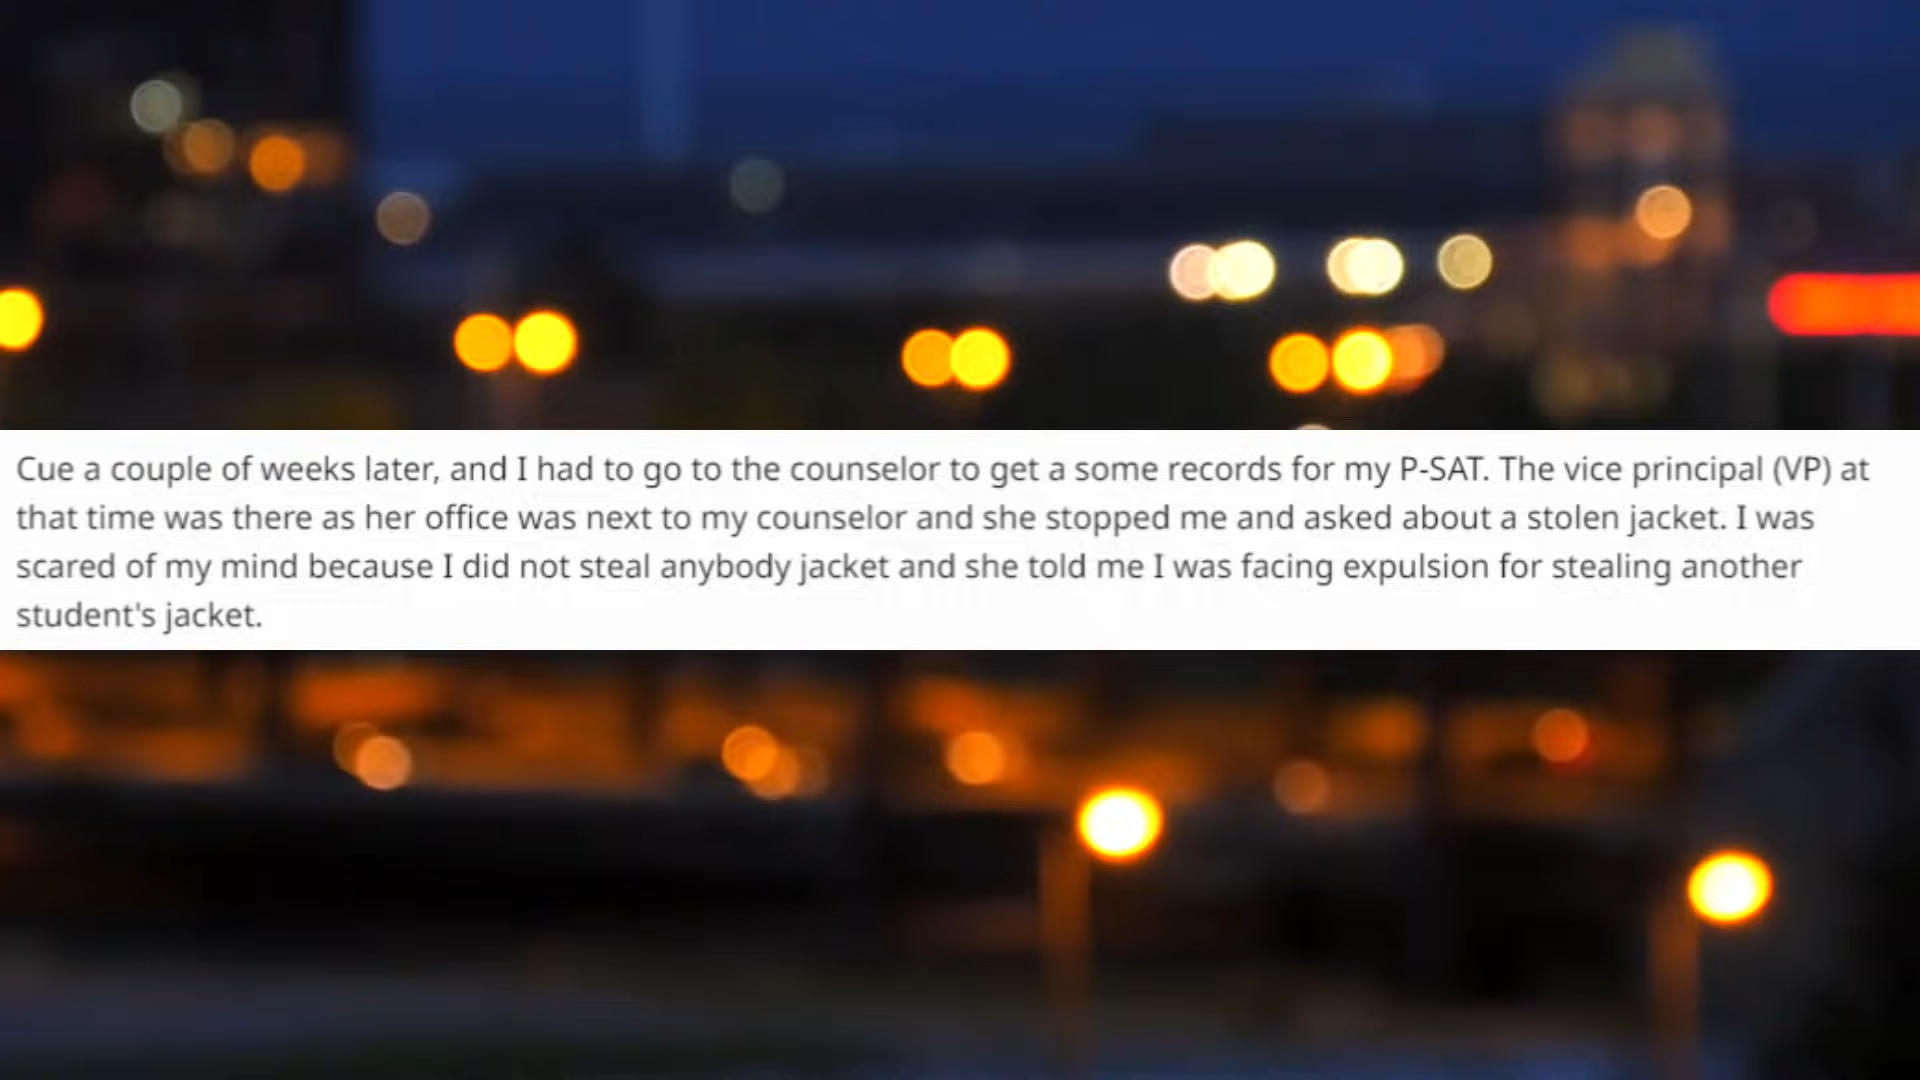 Cue a couple of weeks later, and I had to go to the counselor to get a some records for my P-SAT. The vice principal (VP) at
that time was there as her office was next to my counselor and she stopped me and asked about a stolen jacket. I was
scared of my mind because I did not steal anybody jacket and she told me I was facing expulsion for stealing another
student's jacket.